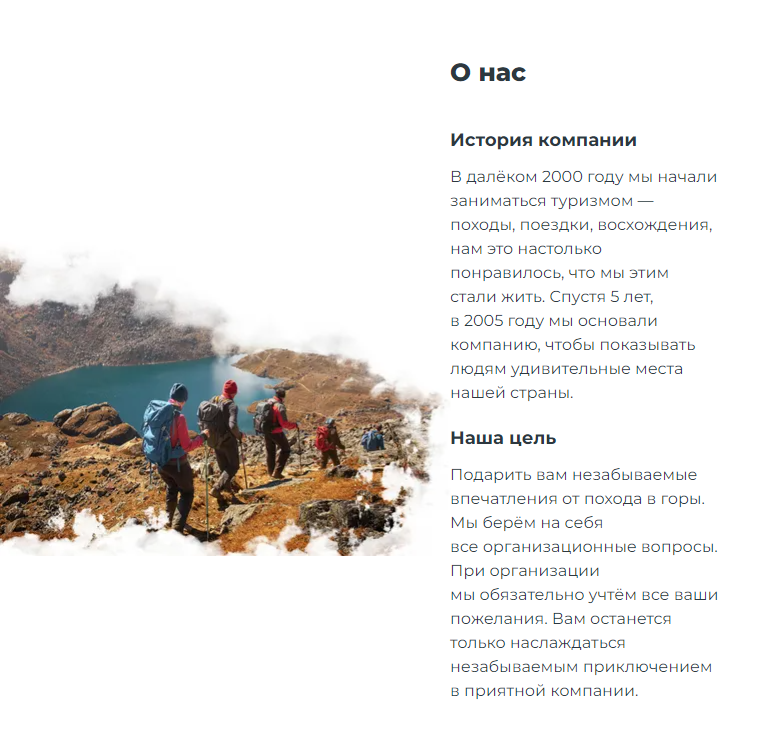 О нас
История компании
В далёком 2000 году мы начали
заниматься туризмом —
походы, поездки, восхождения,
нам это настолько
понравилось, что мы этим
стали жить. Спустя 5 лет,
в 2005 году мы основали
компанию, чтобы показывать
людям удивительные места
нашей страны.
Наша цель
Подарить вам незабываемые
впечатления от похода в горы.
Мы берём на себя
все организационные вопросы.
При организации
мы обязательно учтём все ваши
пожелания. Вам останется
только наслаждаться
незабываемым приключением
в приятной компании.